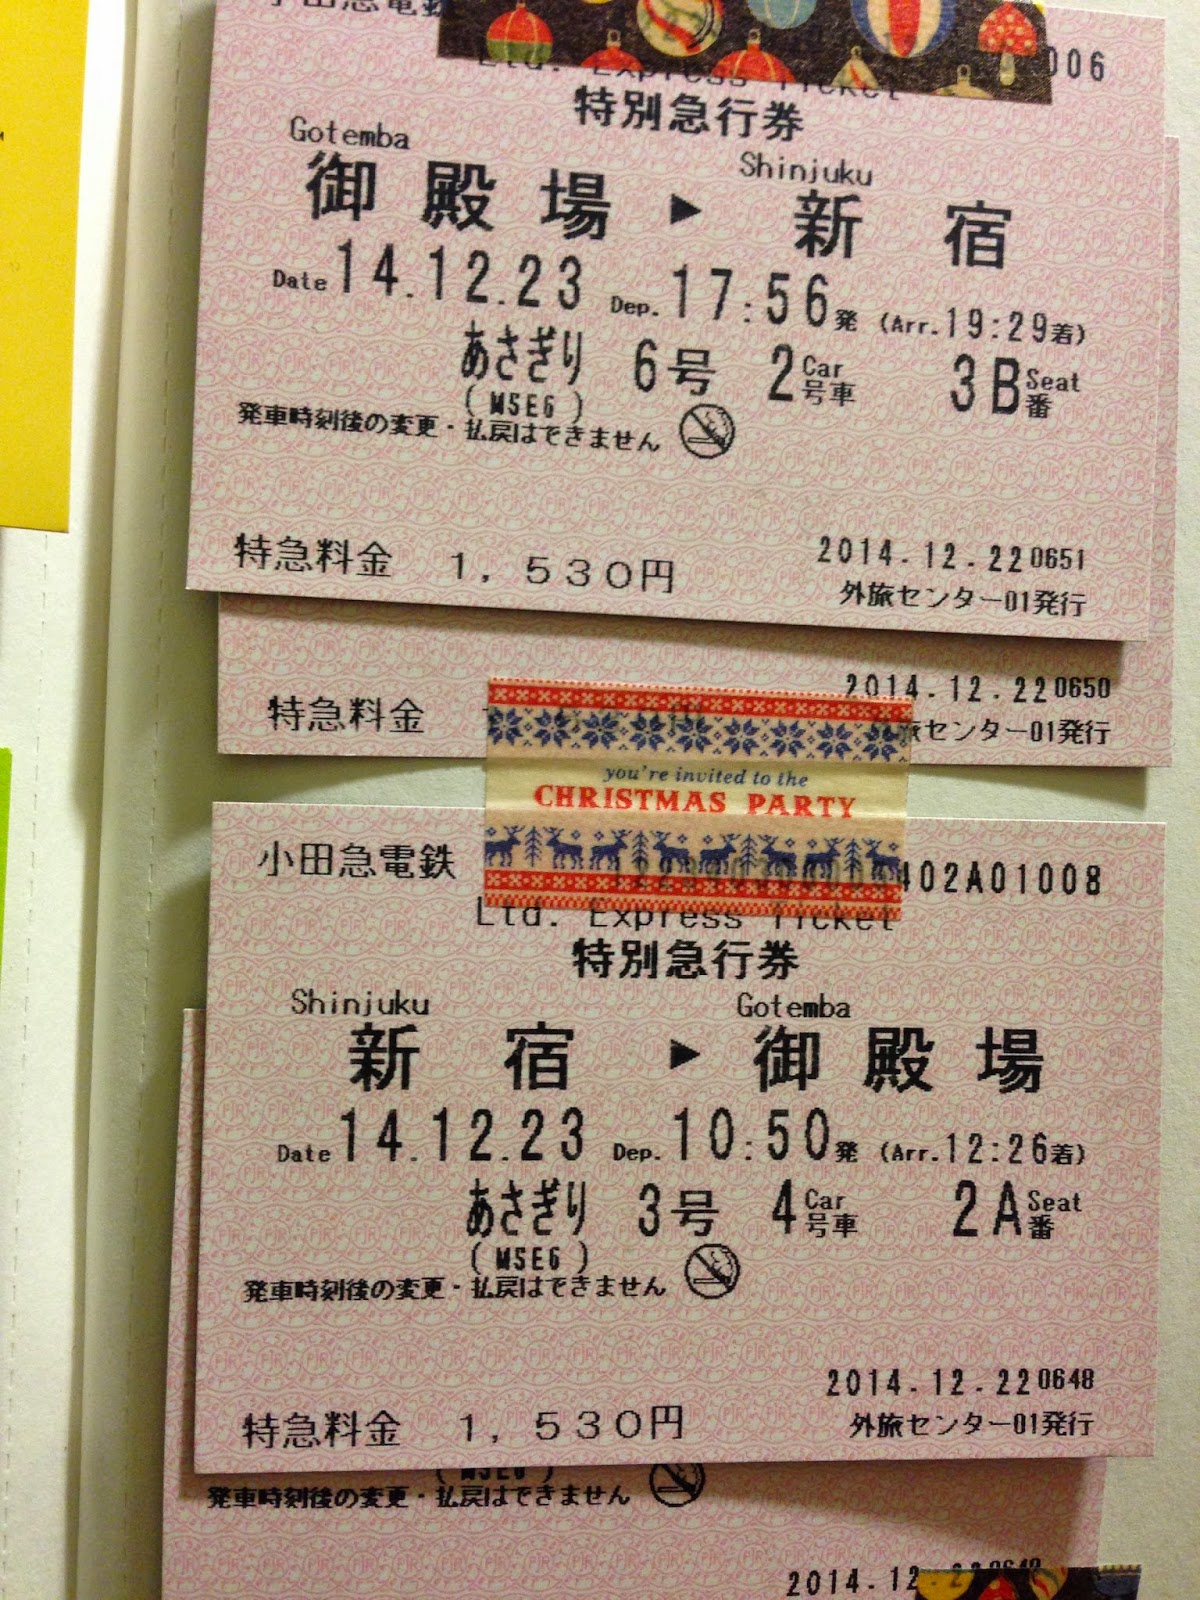 小田急電鉄
006
Ltd. Express Ticket
特別急行券
Gotemba Shinjuku
御殿場 ▶ 新宿
Date 14.12.23 Dep. 17:56発 (Arr.19:29着)
あさぎり 6号 2 Car 号車 3B Seat 番
(MSE6)
発車時刻後の変更・払戻はできません
特急料金 1,530円
2014.12.22 0651
外旅センター01発行
2014.12.22 0650
特急料金
旅センター01発行
you're invited to the
CHRISTMAS PARTY
小田急電鉄
402A01008
Ltd. Express Ticket
特別急行券
Shinjuku Gotemba
新宿 ▶ 御殿場
Date 14.12.23 Dep. 10:50発 (Arr.12:26着)
あさぎり 3号 4 Car 号車 2A Seat 番
(MSE6)
発車時刻後の変更・払戻はできません
2014.12.22 0648
特急料金 1,530円
外旅センター01発行
(MSE6)
発車時刻後の変更・払戻はできません
2014.12